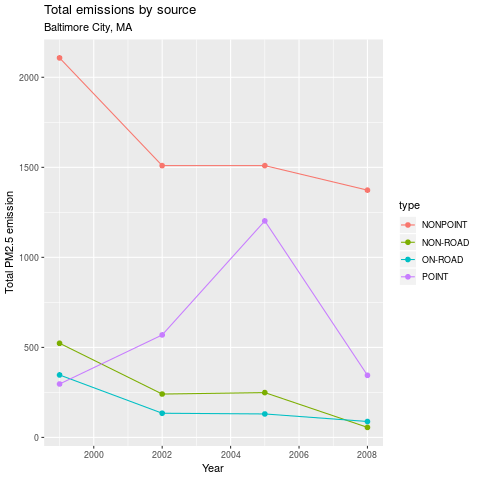 Total emissions by source
Baltimore City, MA
Total PM2.5 emission
2000
1500
1000
500
0
2000 2002 2004 2006 2008
Year
type
NONPOINT
NON-ROAD
ON-ROAD
POINT